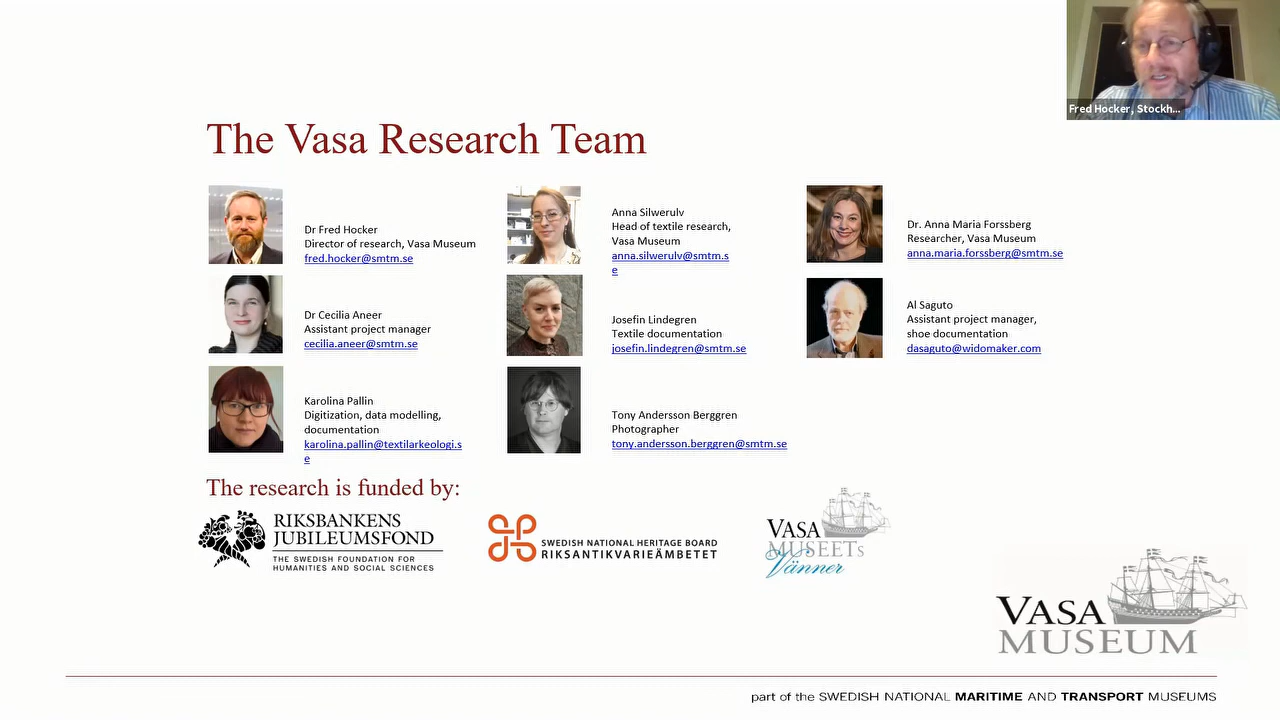 Fred Hocker, Stockh...
The Vasa Research Team
Dr Fred Hocker
Director of research, Vasa Museum
fred.hocker@smtm.se
Anna Silwerulv
Head of textile research,
Vasa Museum
anna.silwerulv@smtm.s
e
Dr. Anna Maria Forssberg
Researcher, Vasa Museum
anna.maria.forssberg@smtm.se
Dr Cecilia Aneer
Assistant project manager
cecilia.aneer@smtm.se
Josefin Lindegren
Textile documentation
josefin.lindegren@smtm.se
Al Saguto
Assistant project manager,
shoe documentation
dasaguto@widomaker.com
Karolina Pallin
Digitization, data modelling,
documentation
karolina.pallin@textilarkeologi.s
e
Tony Andersson Berggren
Photographer
tony.andersson.berggren@smtm.se
The research is funded by:
RIKSBANKENS
JUBILEUMSFOND
THE SWEDISH FOUNDATION FOR
HUMANITIES AND SOCIAL SCIENCES
SWEDISH NATIONAL HERITAGE BOARD
RIKSANTIKVARIEÄMBETET
VASA
MUSEETs
Vänner
VASA
MUSEUM
part of the SWEDISH NATIONAL MARITIME AND TRANSPORT MUSEUMS